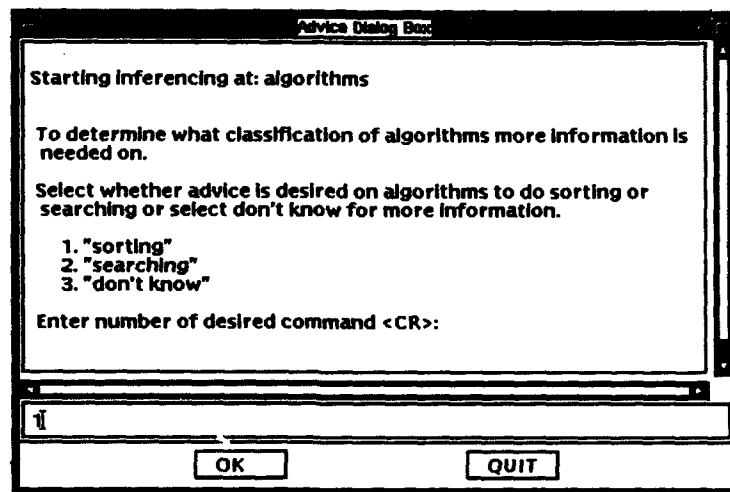 Advice Dialog Box
Starting inferencing at: algorithms
To determine what classification of algorithms more information is
needed on.
Select whether advice is desired on algorithms to do sorting or
searching or select don't know for more information.
1. "sorting"
2. "searching"
3. "don't know"
Enter number of desired command <CR>:
1
OK QUIT